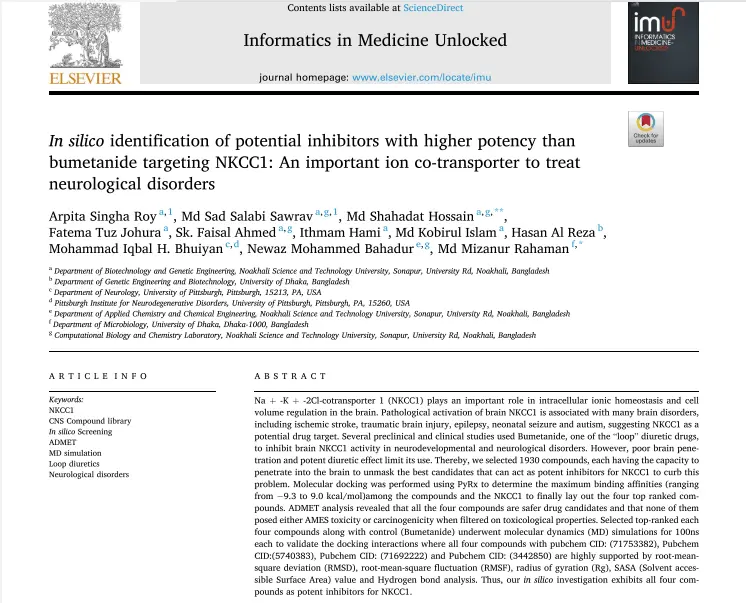 Contents lists available at ScienceDirect
Informatics in Medicine Unlocked
journal homepage: www.elsevier.com/locate/imu
ELSEVIER
imu
INFORMATICS
IN MEDICINE
UNLOCKED
Check for
updates
In silico identification of potential inhibitors with higher potency than
bumetanide targeting NKCC1: An important ion co-transporter to treat
neurological disorders
Arpita Singha Roy a,1, Md Sad Salabi Sawrav a,g,1, Md Shahadat Hossain a,g,**,
Fatema Tuz Johura a, Sk. Faisal Ahmed a,g, Ithmam Hami a, Md Kobirul Islam a, Hasan Al Reza b,
Mohammad Iqbal H. Bhuiyan c,d, Newaz Mohammed Bahadur e,g, Md Mizanur Rahaman f,*
a Department of Biotechnology and Genetic Engineering, Noakhali Science and Technology University, Sonapur, University Rd, Noakhali, Bangladesh
b Department of Genetic Engineering and Biotechnology, University of Dhaka, Bangladesh
c Department of Neurology, University of Pittsburgh, Pittsburgh, 15213, PA, USA
d Pittsburgh Institute for Neurodegenerative Disorders, University of Pittsburgh, Pittsburgh, PA, 15260, USA
e Department of Applied Chemistry and Chemical Engineering, Noakhali Science and Technology University, Sonapur, University Rd, Noakhali, Bangladesh
f Department of Microbiology, University of Dhaka, Dhaka-1000, Bangladesh
g Computational Biology and Chemistry Laboratory, Noakhali Science and Technology University, Sonapur, University Rd, Noakhali, Bangladesh
ARTICLE INFO
Keywords:
NKCC1
CNS Compound library
In silico Screening
ADMET
MD simulation
Loop diuretics
Neurological disorders
ABSTRACT
Na + -K + -2Cl-cotransporter 1 (NKCC1) plays an important role in intracellular ionic homeostasis and cell
volume regulation in the brain. Pathological activation of brain NKCC1 is associated with many brain disorders,
including ischemic stroke, traumatic brain injury, epilepsy, neonatal seizure and autism, suggesting NKCC1 as a
potential drug target. Several preclinical and clinical studies used Bumetanide, one of the “loop” diuretic drugs,
to inhibit brain NKCC1 activity in neurodevelopmental and neurological disorders. However, poor brain pene-
tration and potent diuretic effect limit its use. Thereby, we selected 1930 compounds, each having the capacity to
penetrate into the brain to unmask the best candidates that can act as potent inhibitors for NKCC1 to curb this
problem. Molecular docking was performed using PyRx to determine the maximum binding affinities (ranging
from −9.3 to 9.0 kcal/mol)among the compounds and the NKCC1 to finally lay out the four top ranked com-
pounds. ADMET analysis revealed that all the four compounds are safer drug candidates and that none of them
posed either AMES toxicity or carcinogenicity when filtered on toxicological properties. Selected top-ranked each
four compounds along with control (Bumetanide) underwent molecular dynamics (MD) simulations for 100ns
each to validate the docking interactions where all four compounds with pubchem CID: (71753382), Pubchem
CID:(5740383), Pubchem CID: (71692222) and Pubchem CID: (3442850) are highly supported by root-mean-
square deviation (RMSD), root-mean-square fluctuation (RMSF), radius of gyration (Rg), SASA (Solvent acces-
sible Surface Area) value and Hydrogen bond analysis. Thus, our in silico investigation exhibits all four com-
pounds as potent inhibitors for NKCC1.